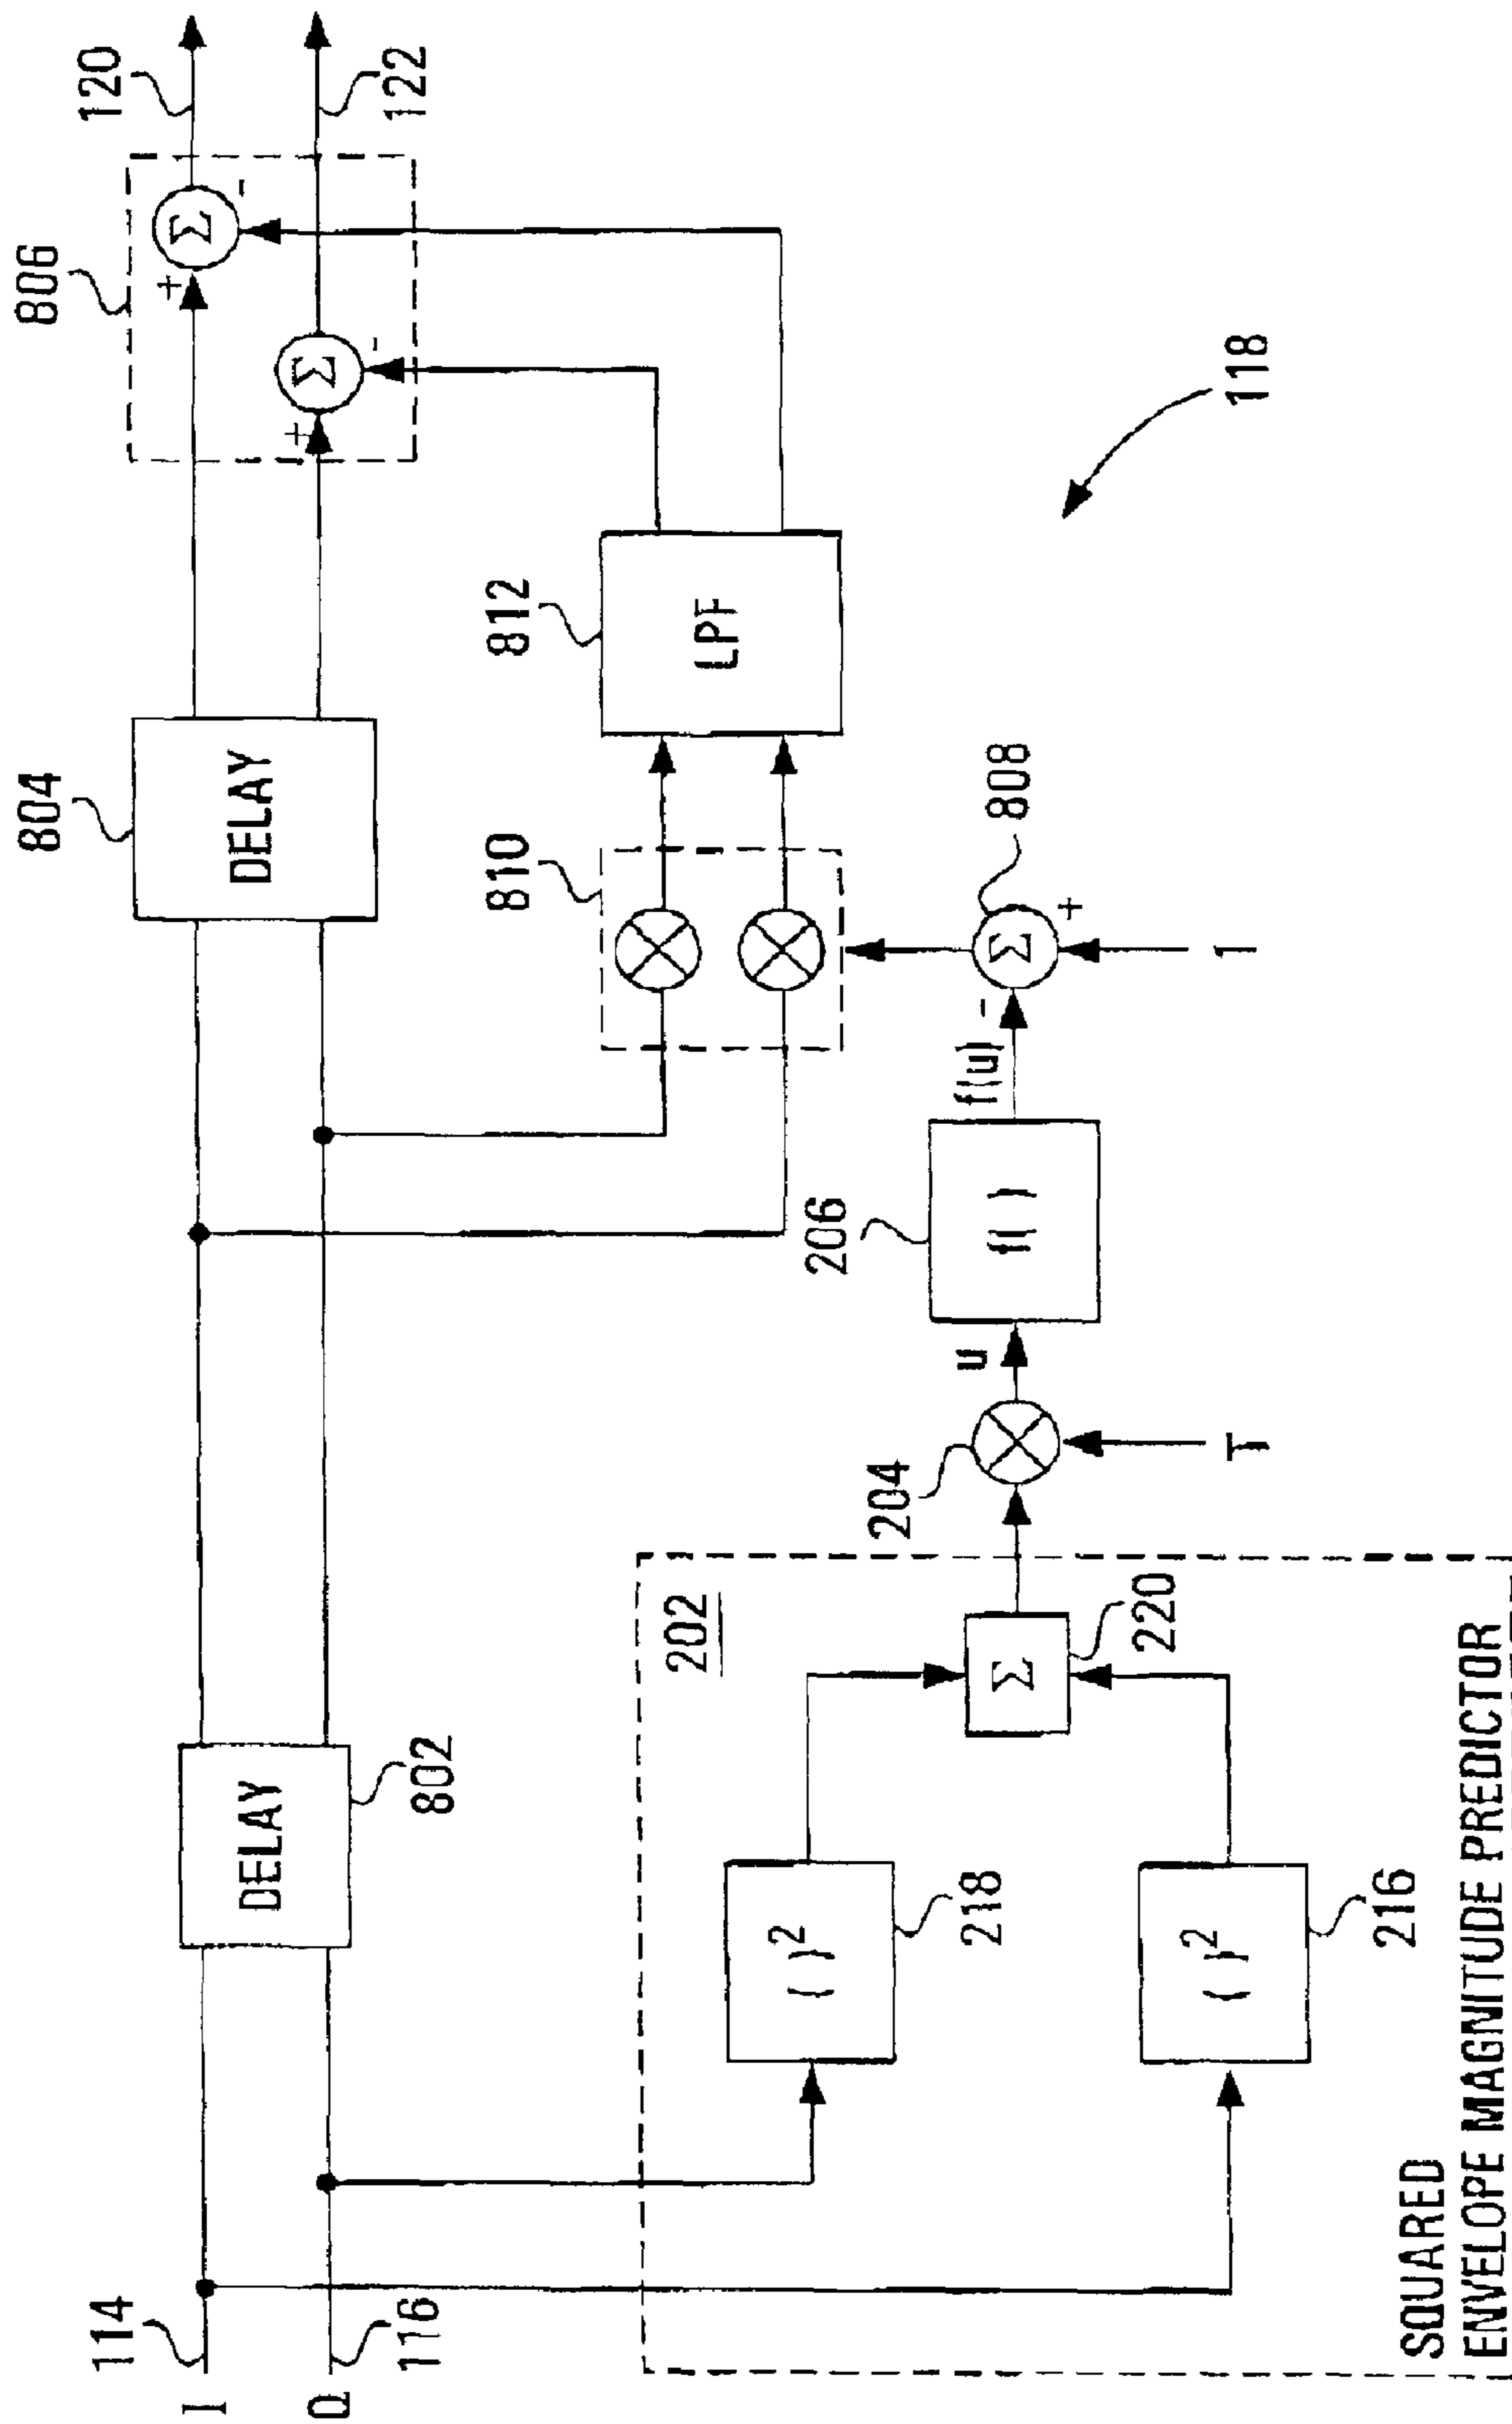 I
114
Q
116
DELAY
802
DELAY
804
806
+
Σ
-
+
Σ
-
120
122
810
812
LPF
202
( )²
218
( )²
216
Σ
220
SQUARED
ENVELOPE MAGNITUDE PREDICTOR
204
u
206
f( )
f(u)
-
Σ
+
808
1
118